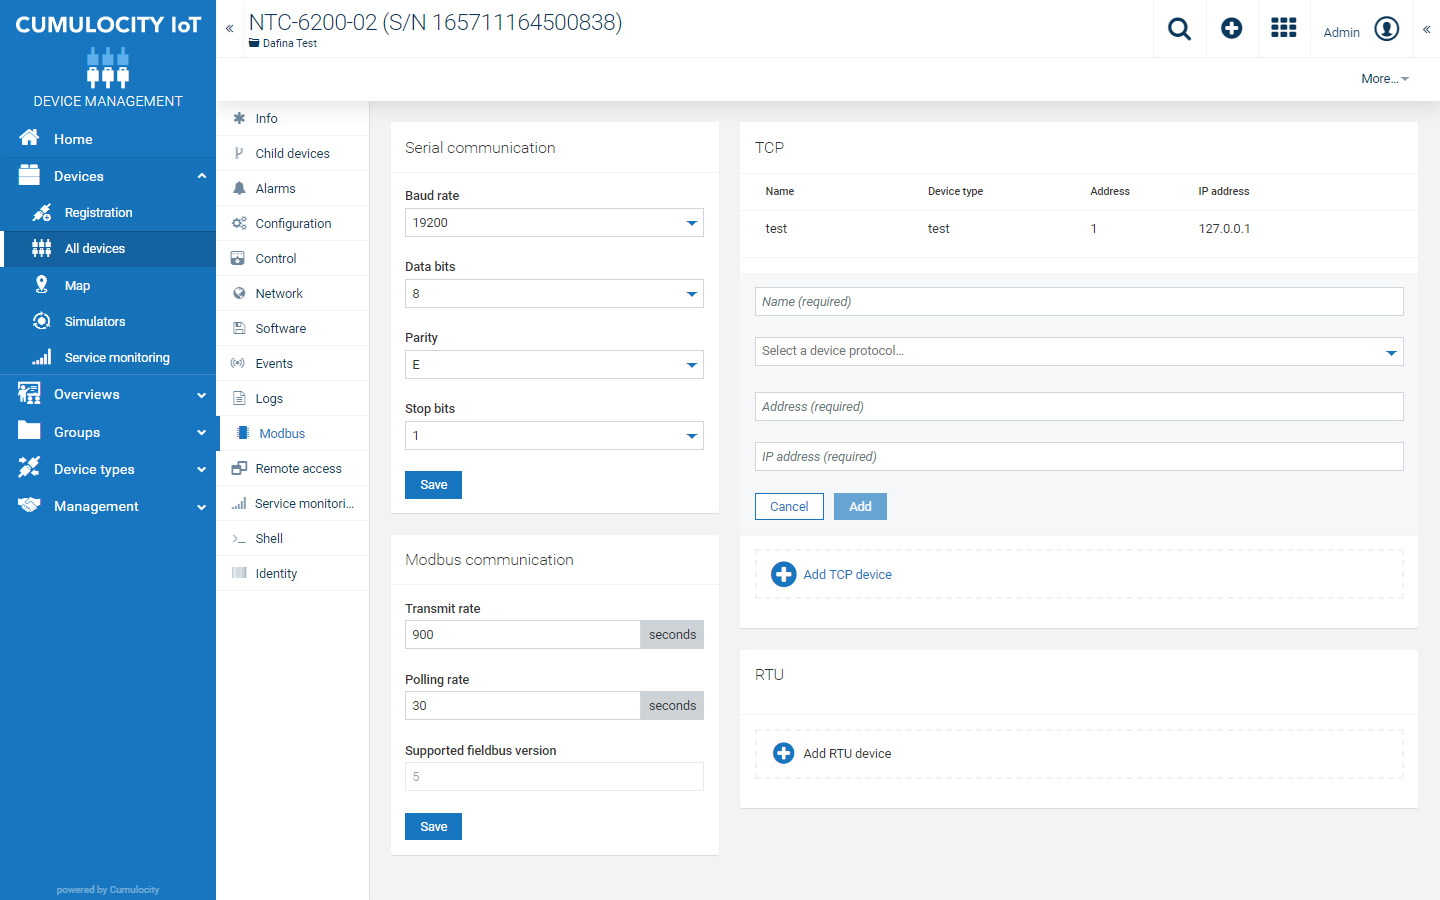 CUMULOCITY IoT
DEVICE MANAGEMENT
Home
Devices
Registration
All devices
Map
Simulators
Service monitoring
Overviews
Groups
Device types
Management
powered by Cumulocity
«
NTC-6200-02 (S/N 165711164500838)
Dafina Test
Admin
«
More...
Info
Child devices
Alarms
Configuration
Control
Network
Software
Events
Logs
Modbus
Remote access
Service monitori...
Shell
Identity
Serial communication
Baud rate
19200
Data bits
8
Parity
E
Stop bits
1
Save
Modbus communication
Transmit rate
900 seconds
Polling rate
30 seconds
Supported fieldbus version
5
Save
TCP
Name Device type Address IP address
test test 1 127.0.0.1
Name (required)
Select a device protocol...
Address (required)
IP address (required)
Cancel Add
Add TCP device
RTU
Add RTU device